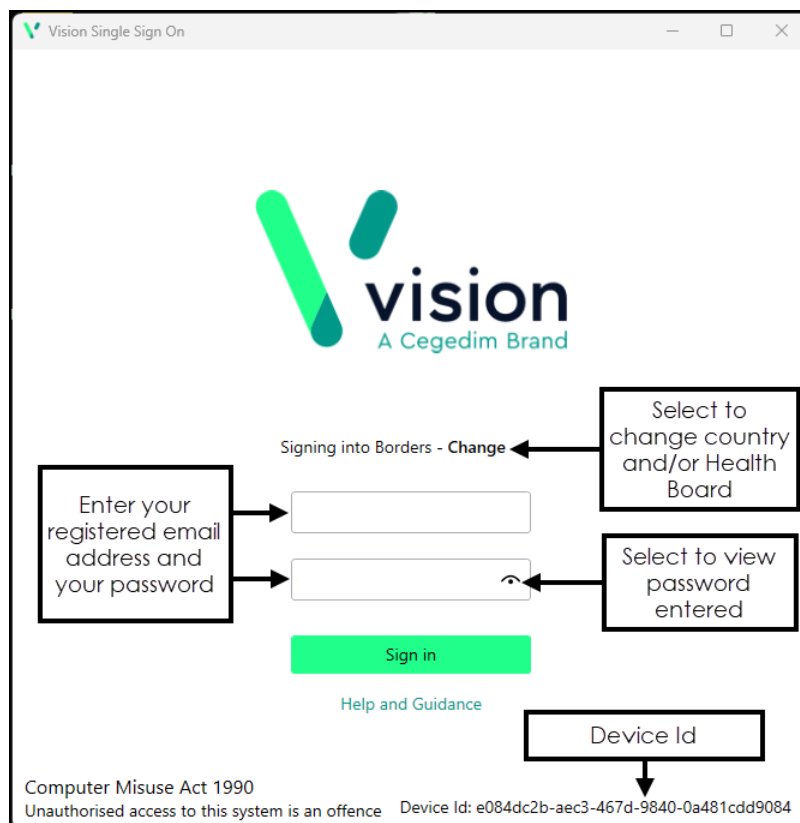 Vision Single Sign On
vision
A Cegedim Brand
Select to
change country
and/or Health
Board
Signing into Borders - Change
Enter your
registered email
address and
your password
Select to view
password
entered
Sign in
Help and Guidance
Device Id
Computer Misuse Act 1990
Unauthorised access to this system is an offence
Device Id: e084dc2b-aec3-467d-9840-0a481cdd9084